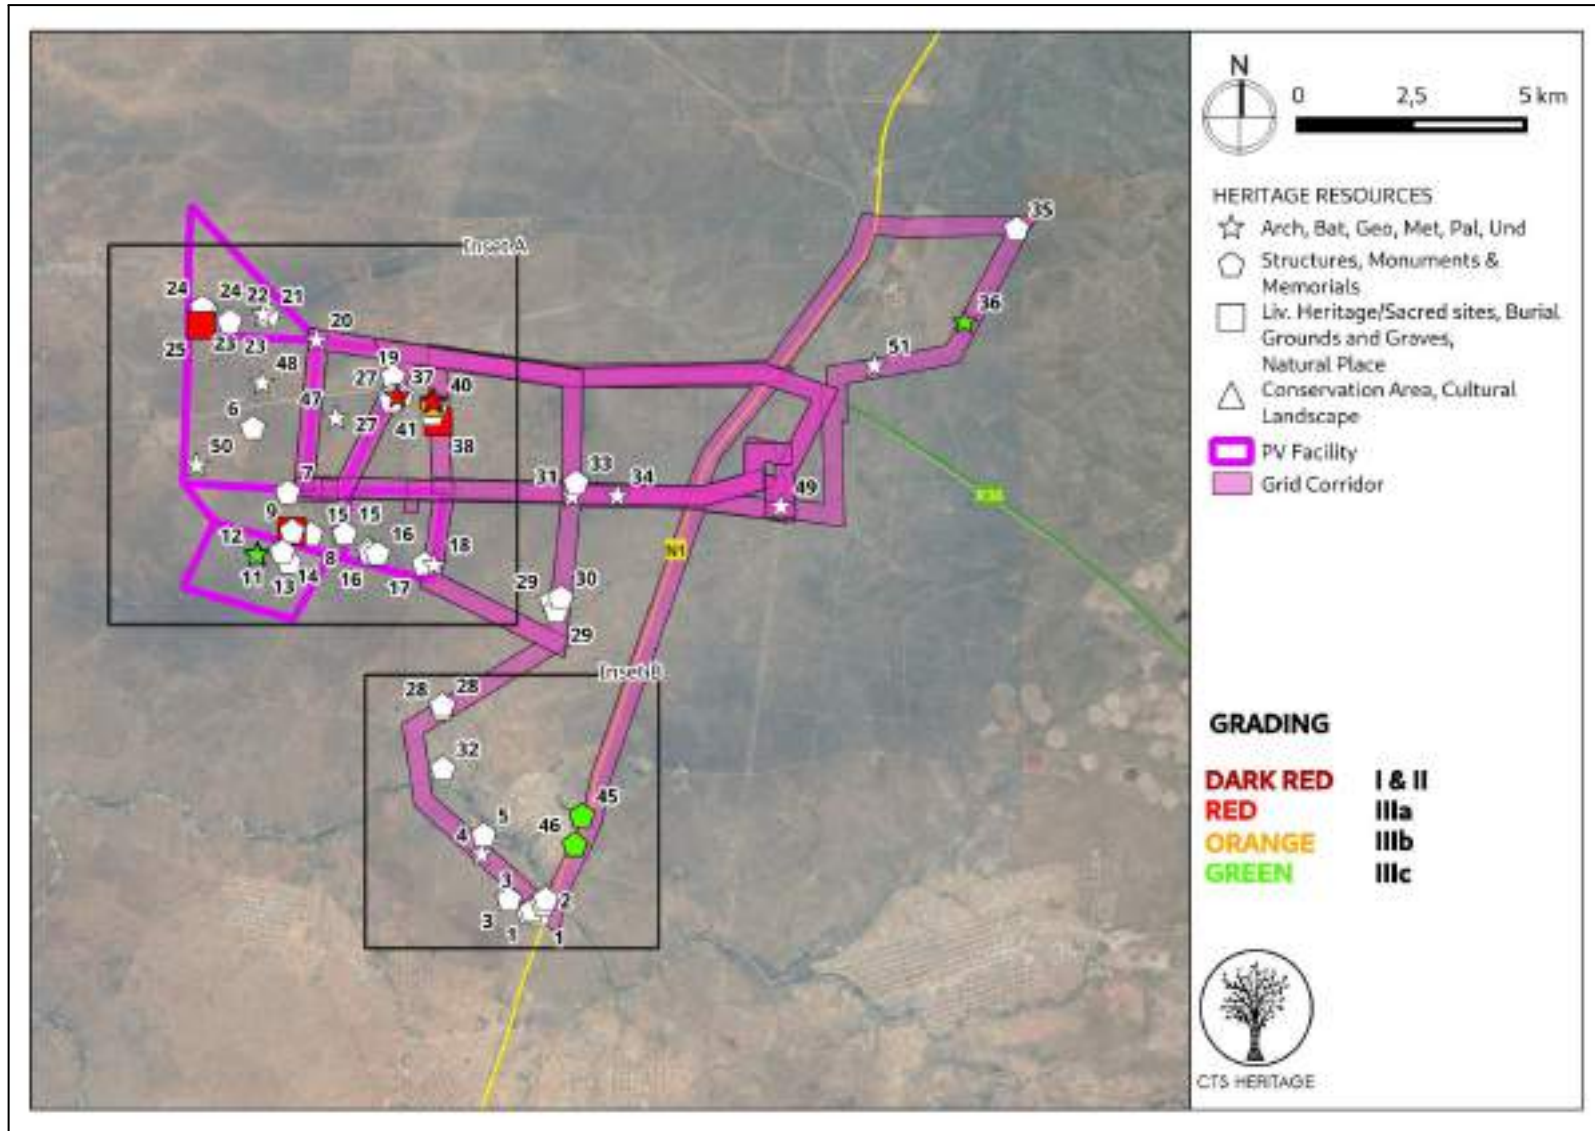 N
0 2,5 5 km
HERITAGE RESOURCES
Arch, Bat, Geo, Met, Pal, Und
Structures, Monuments &
Memorials
Liv. Heritage/Sacred sites, Burial
Grounds and Graves,
Natural Place
Conservation Area, Cultural
Landscape
PV Facility
Grid Corridor
GRADING
DARK RED I & II
RED IIIa
ORANGE IIIb
GREEN IIIc
CTS HERITAGE
35
Inset A
24 24 22 21
20
36
25 23 23
48
19
27 37 40
51
47
6
27 41 38
50
7
31 33 34
49
9
15 15
12
16 18
N1
11 8
13 14 16 17
29 30
29
Inset B
28 28
32
45
5
46
4
3
2
3
1 1